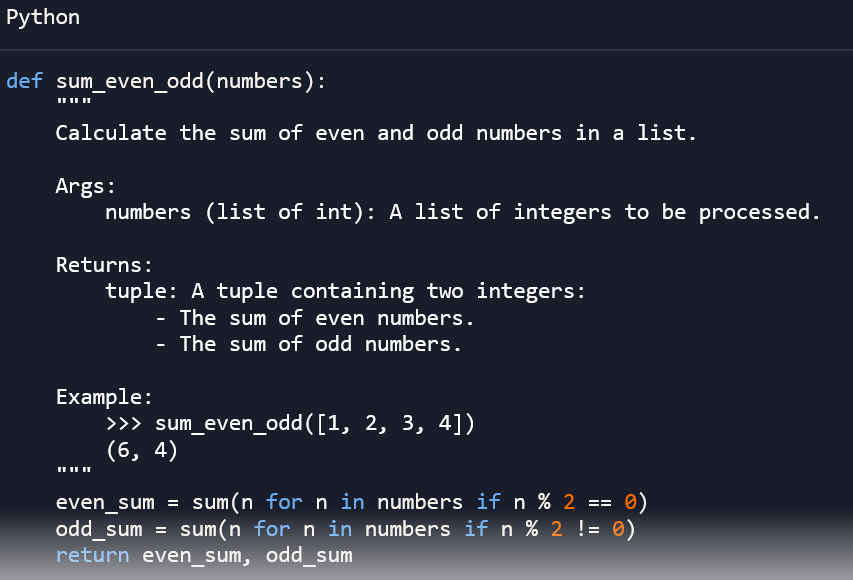 Python
def sum_even_odd(numbers):
    """
    Calculate the sum of even and odd numbers in a list.

    Args:
        numbers (list of int): A list of integers to be processed.

    Returns:
        tuple: A tuple containing two integers:
            - The sum of even numbers.
            - The sum of odd numbers.

    Example:
        >>> sum_even_odd([1, 2, 3, 4])
        (6, 4)
    """
    even_sum = sum(n for n in numbers if n % 2 == 0)
    odd_sum = sum(n for n in numbers if n % 2 != 0)
    return even_sum, odd_sum